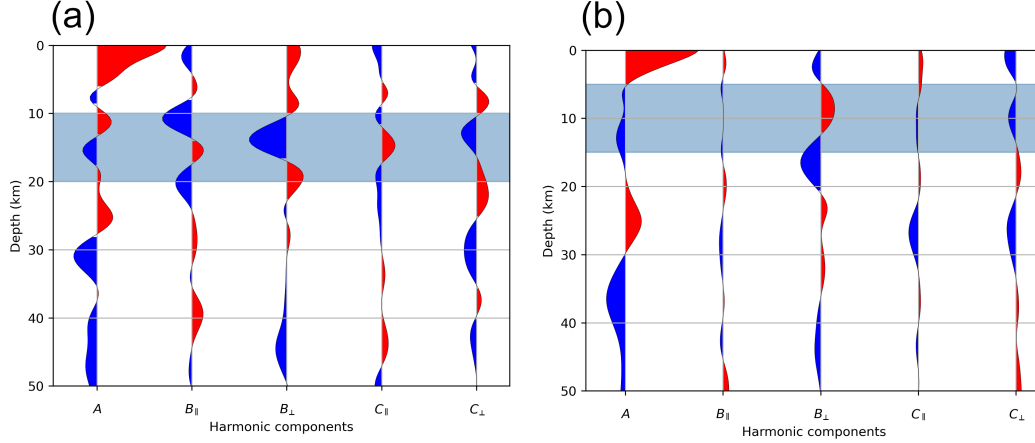 (a)
0
10
20
30
40
50
Depth (km)
A
B∥
B⊥
C∥
C⊥
Harmonic components
(b)
0
10
20
30
40
50
Depth (km)
A
B∥
B⊥
C∥
C⊥
Harmonic components